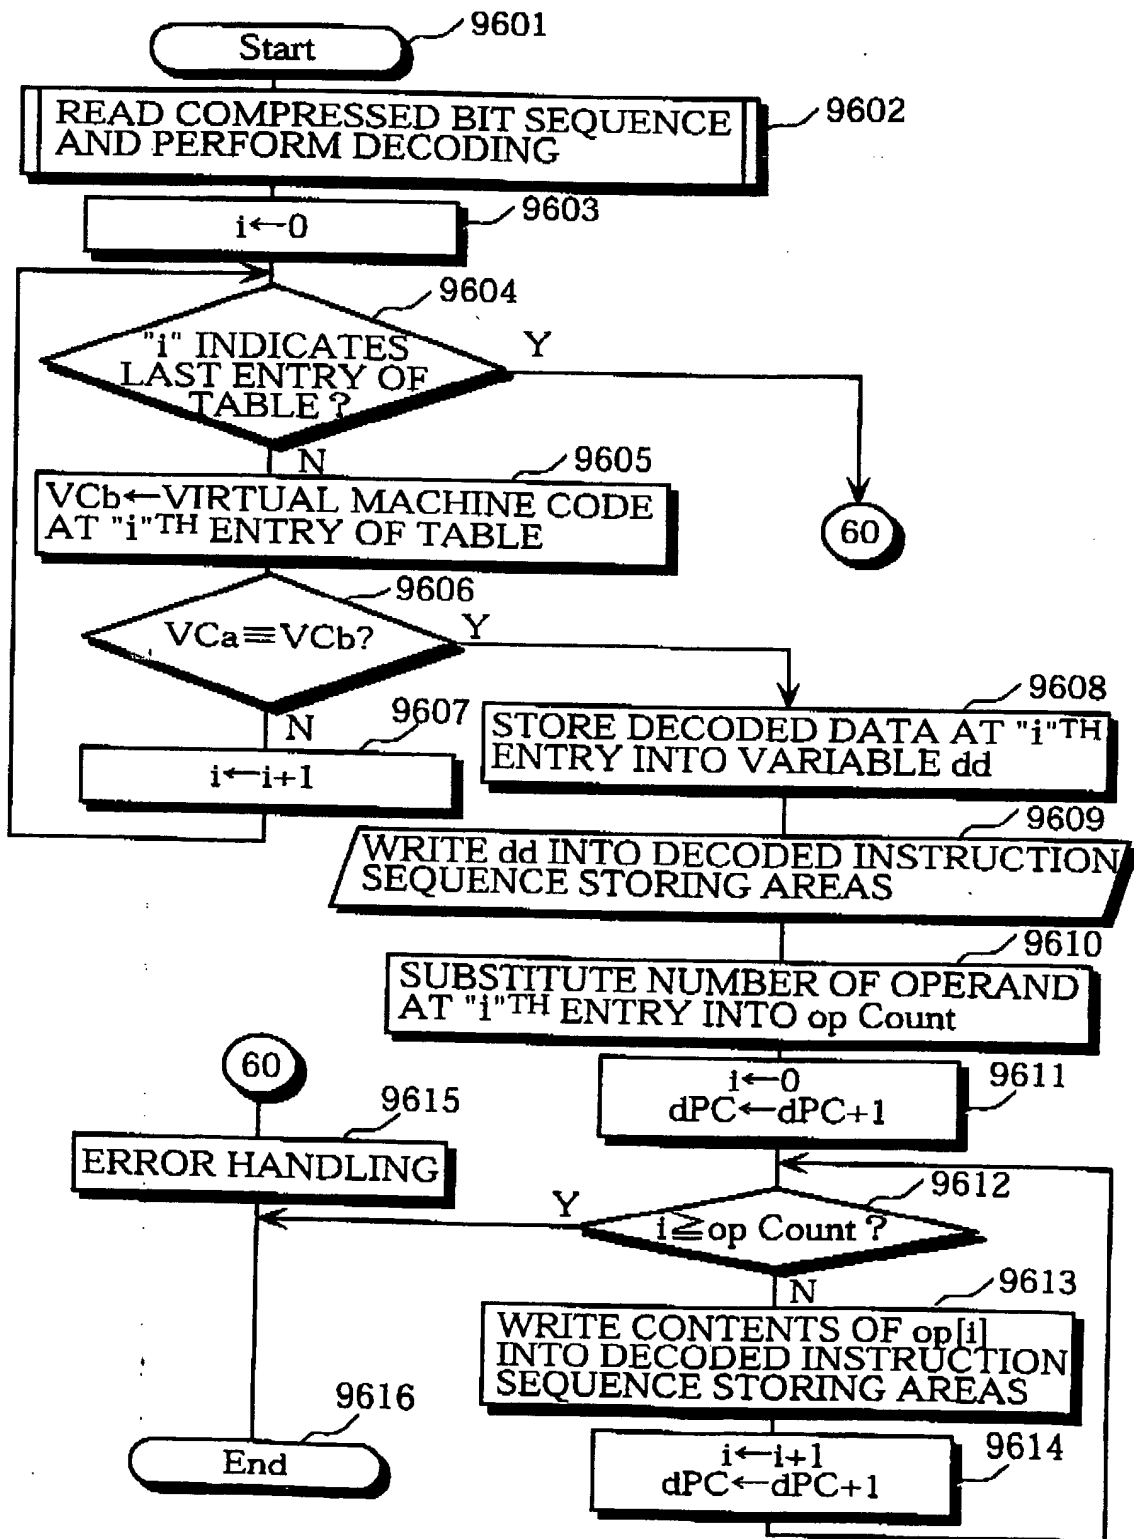 Start
9601
READ COMPRESSED BIT SEQUENCE
AND PERFORM DECODING
9602
i←0
9603
9604
"i" INDICATES
LAST ENTRY OF
TABLE ?
Y
N
60
9605
VCb←VIRTUAL MACHINE CODE
AT "i"TH ENTRY OF TABLE
9606
VCa≡VCb?
Y
N
9607
i←i+1
9608
STORE DECODED DATA AT "i"TH
ENTRY INTO VARIABLE dd
9609
WRITE dd INTO DECODED INSTRUCTION
SEQUENCE STORING AREAS
9610
SUBSTITUTE NUMBER OF OPERAND
AT "i"TH ENTRY INTO op Count
9611
i←0
dPC←dPC+1
60
9615
ERROR HANDLING
9612
i≧op Count ?
Y
N
9613
WRITE CONTENTS OF op[i]
INTO DECODED INSTRUCTION
SEQUENCE STORING AREAS
9614
i←i+1
dPC←dPC+1
9616
End